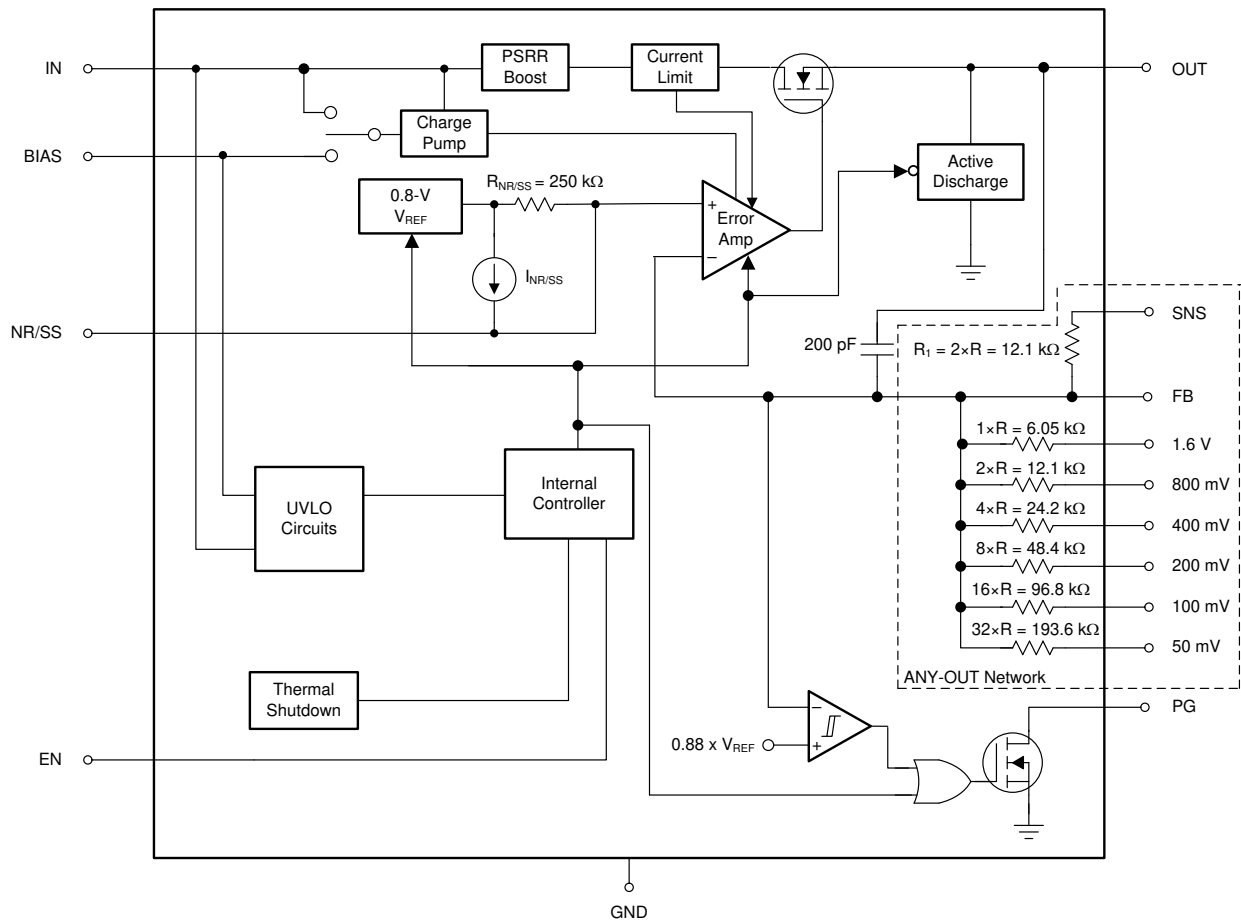 IN
PSRR
Boost
Current
Limit
OUT
Charge
Pump
BIAS
Active
Discharge
0.8-V
VREF
RNR/SS = 250 kΩ
+
Error
Amp
−
INR/SS
NR/SS
SNS
200 pF
R1 = 2×R = 12.1 kΩ
FB
1×R = 6.05 kΩ
1.6 V
2×R = 12.1 kΩ
800 mV
4×R = 24.2 kΩ
400 mV
8×R = 48.4 kΩ
200 mV
16×R = 96.8 kΩ
100 mV
32×R = 193.6 kΩ
50 mV
ANY-OUT Network
UVLO
Circuits
Internal
Controller
Thermal
Shutdown
PG
−
0.88 x VREF
+
EN
GND